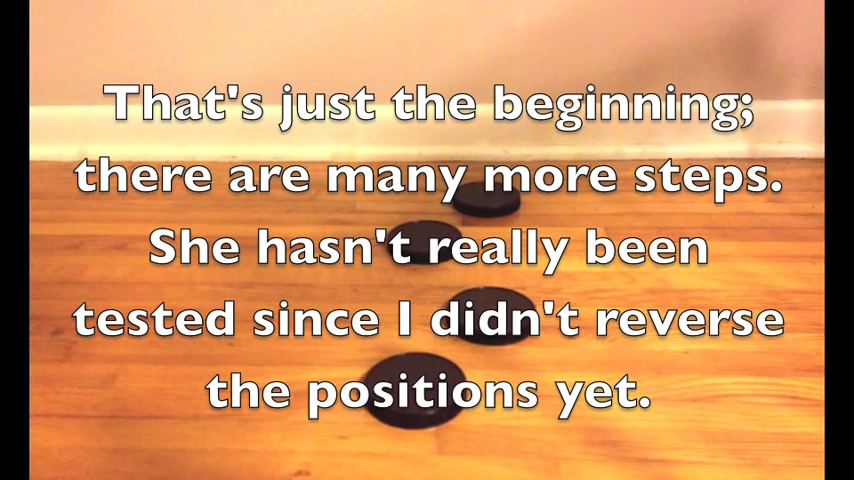 That's just the beginning;
there are many more steps.
She hasn't really been
tested since I didn't reverse
the positions yet.